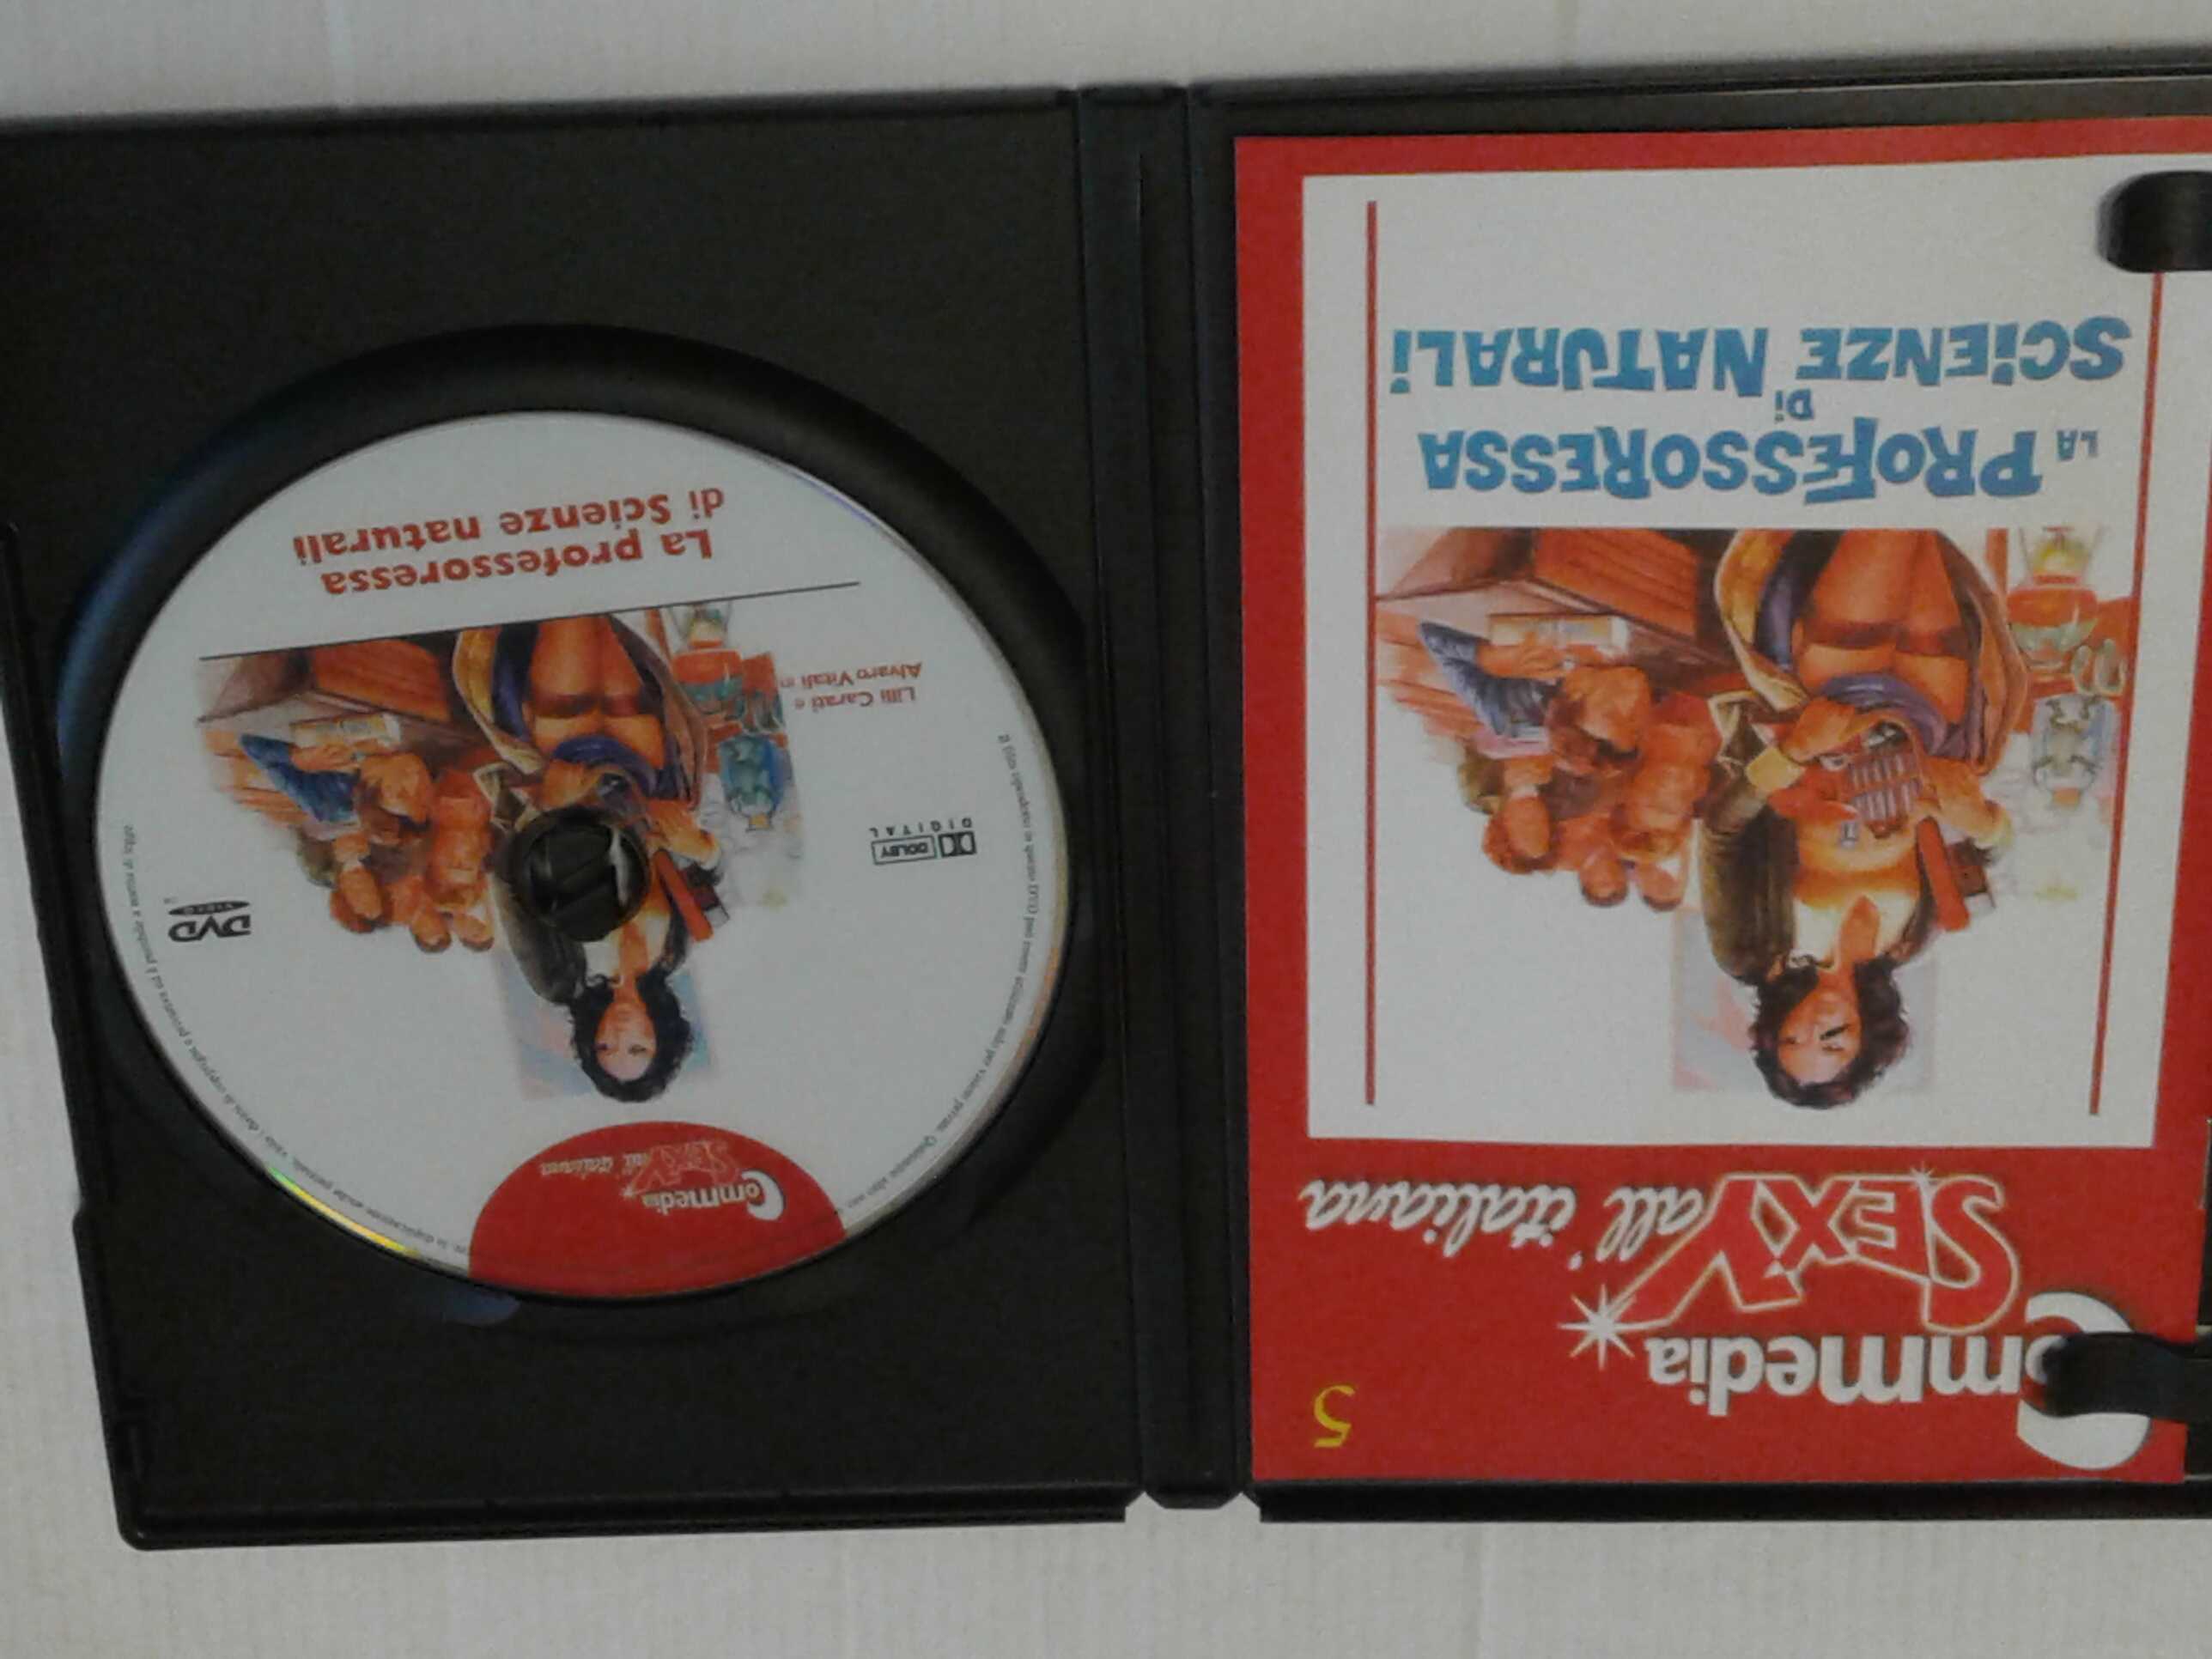 5
Commedia
SEXY all'italiana
LA PROFESSORESSA
Di
SCiENZE NATURALi
Commedia
SEXY all'italiana
DVD
VIDEO
DOLBY
DIGITAL
Lilli Carati e
Alvaro Vitali in
La professoressa
di Scienze naturali